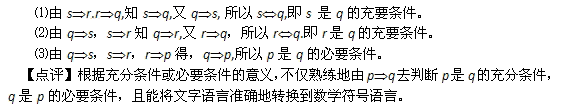 ⑴由 s⇒r.r⇒q,知 s⇒q,又 q⇒s, 所以 s⇔q,即 s 是 q 的充要条件。
⑵由 q⇒s，s⇒r 知 q⇒r,又 r⇒q，所以 r⇔q.即 r 是 q 的充要条件。
⑶由 q⇒s，s⇒r，r⇒p 得，q⇒p,所以 p 是 q 的必要条件。
【点评】根据充分条件或必要条件的意义，不仅熟练地由 p⇒q 去判断 p 是 q 的充分条件，
q 是 p 的必要条件，且能将文字语言准确地转换到数学符号语言。